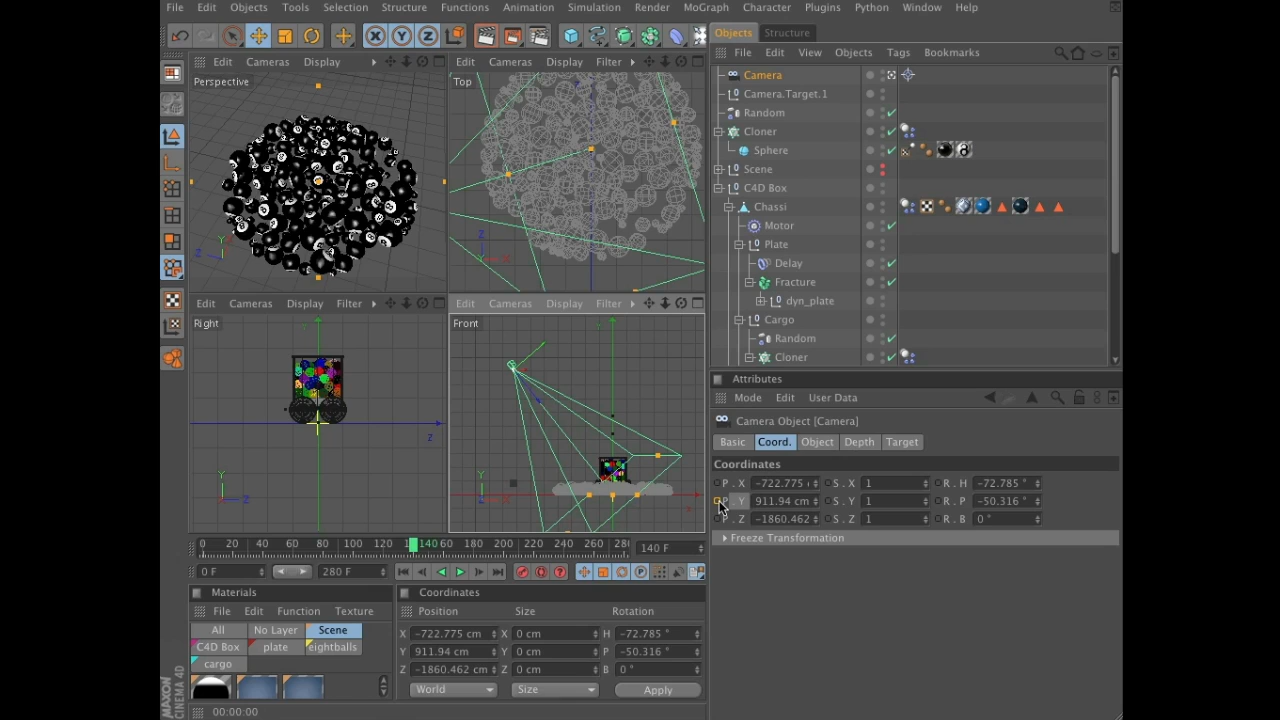 File Edit Objects Tools Selection Structure Functions Animation Simulation Render MoGraph Character Plugins Python Window Help
Objects Structure
File Edit View Objects Tags Bookmarks
Edit Cameras Display
Perspective
Edit Cameras Display Filter
Top
Camera
Camera.Target.1
Random
Cloner
Sphere
Scene
C4D Box
Chassi
Motor
Plate
Delay
Fracture
dyn_plate
Cargo
Random
Cloner
Edit Cameras Display Filter
Right
Edit Cameras Display Filter
Front
Attributes
Mode Edit User Data
Camera Object [Camera]
Basic Coord. Object Depth Target
Coordinates
P . X -722.775 S . X 1 R . H -72.785 °
P . Y 911.94 cm S . Y 1 R . P -50.316 °
P . Z -1860.462 S . Z 1 R . B 0 °
Freeze Transformation
0 20 40 60 80 100 120 140 60 180 200 220 240 260 28
140 F
0 F 280 F
Materials
File Edit Function Texture
All No Layer Scene
C4D Box plate eightballs
cargo
Coordinates
Position Size Rotation
X -722.775 cm X 0 cm H -72.785 °
Y 911.94 cm Y 0 cm P -50.316 °
Z -1860.462 cm Z 0 cm B 0 °
World Size Apply
MAXON CINEMA 4D
00:00:00